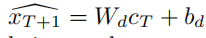 $\widehat{x_{T+1}} = W_d c_T + b_d$